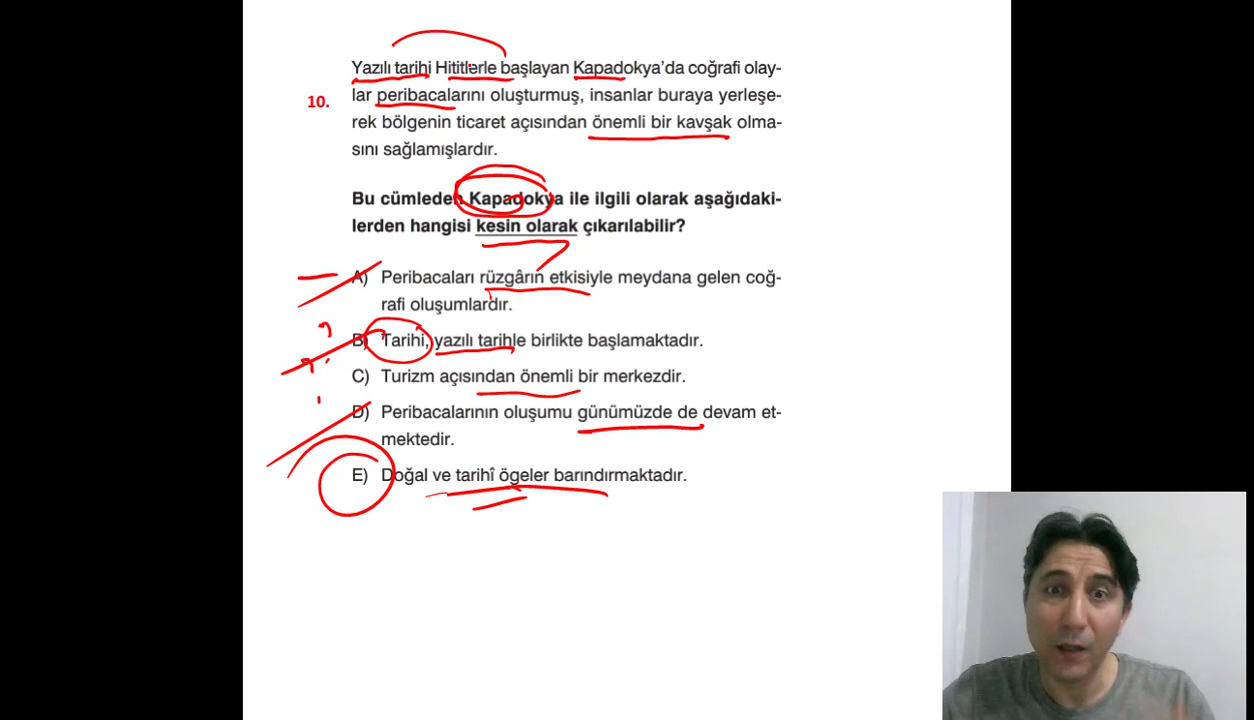 Yazılı tarihi Hititlerle başlayan Kapadokya'da coğrafi olay-
10.
lar peribacalarını oluşturmuş, insanlar buraya yerleşe-
rek bölgenin ticaret açısından önemli bir kavşak olma-
sını sağlamışlardır.
Bu cümleden Kapadokya ile ilgili olarak aşağıdaki-
lerden hangisi kesin olarak çıkarılabilir?
A) Peribacaları rüzgârın etkisiyle meydana gelen coğ-
rafi oluşumlardır.
B) Tarihi, yazılı tarihle birlikte başlamaktadır.
C) Turizm açısından önemli bir merkezdir.
D) Peribacalarının oluşumu günümüzde de devam et-
mektedir.
E) Doğal ve tarihî ögeler barındırmaktadır.